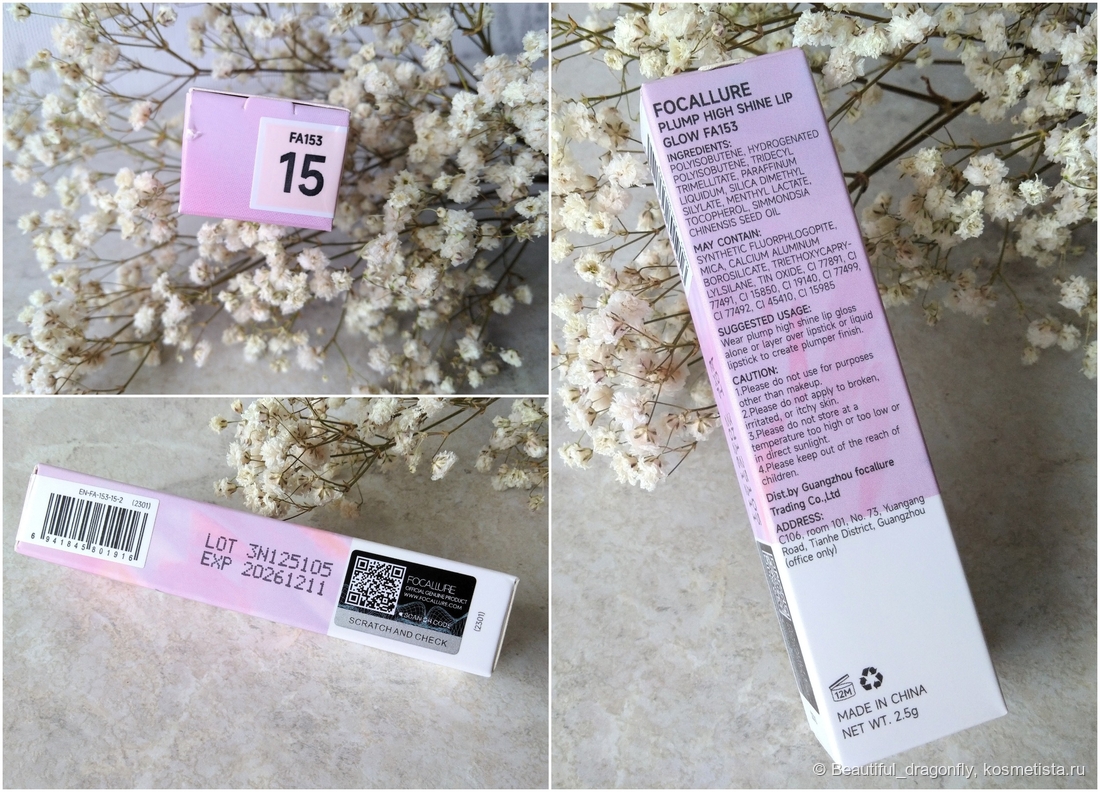 FA153
15
EN-FA-153-15-2 (2301)
6 941845 801916
LOT 3N125105
EXP 20261211
FOCALLURE
OFFICIAL GENUINE PRODUCT
WWW.FOCALLURE.COM
SCAN QR CODE
SCRATCH AND CHECK
(2301)
FOCALLURE
PLUMP HIGH SHINE LIP
GLOW FA153
INGREDIENTS:
POLYISOBUTENE, HYDROGENATED
POLYISOBUTENE, TRIDECYL
TRIMELLITATE, PARAFFINUM
LIQUIDUM, SILICA DIMETHYL
SILYLATE, MENTHYL LACTATE,
TOCOPHEROL, SIMMONDSIA
CHINENSIS SEED OIL
MAY CONTAIN:
SYNTHETIC FLUORPHLOGOPITE,
MICA, CALCIUM ALUMINUM
BOROSILICATE, TRIETHOXYCAPRY-
LYLSILANE, TIN OXIDE, CI 77891, CI
77491, CI 15850, CI 19140, CI 77499,
CI 77492, CI 45410, CI 15985
SUGGESTED USAGE:
Wear plump high shine lip gloss
alone or layer over lipstick or liquid
lipstick to create plumper finish.
CAUTION:
1.Please do not use for purposes
other than makeup.
2.Please do not apply to broken,
irritated, or itchy skin.
3.Please do not store at a
temperature too high or too low or
in direct sunlight.
4.Please keep out of the reach of
children.
Dist.by Guangzhou focallure
Trading Co.,Ltd
ADDRESS:
C106, room 101, No. 73, Yuangang
Road, Tianhe District, Guangzhou
(office only)
12M
MADE IN CHINA
NET WT. 2.5g
© Beautiful_dragonfly, kosmetista.ru